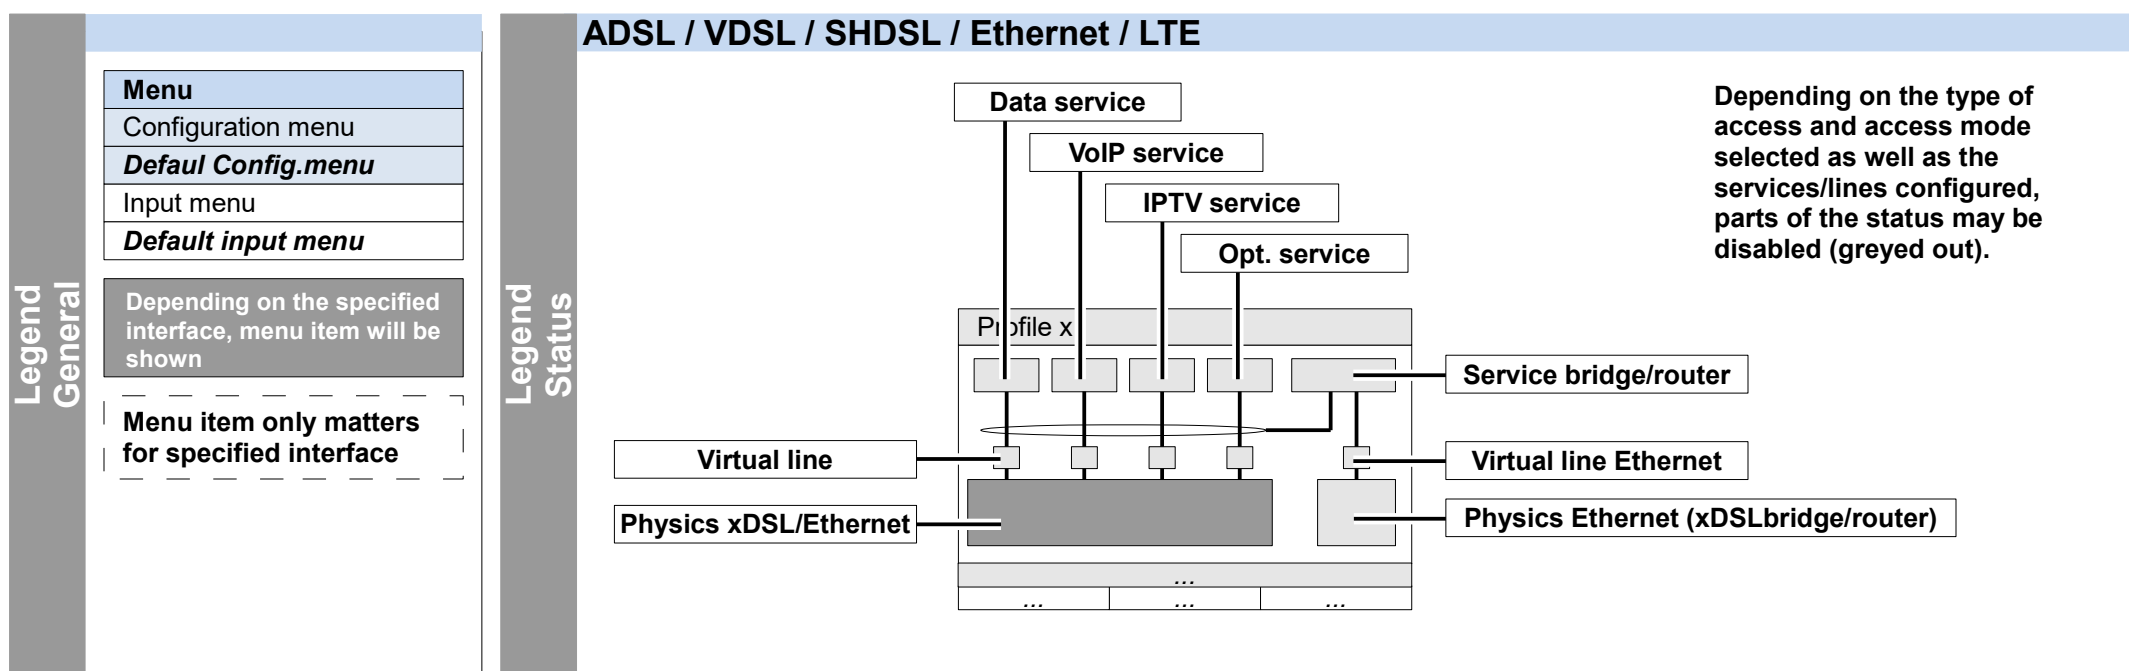 Legend
General
Menu
Configuration menu
Defaul Config.menu
Input menu
Default input menu
Depending on the specified
interface, menu item will be
shown
Menu item only matters
for specified interface
Legend
Status
ADSL / VDSL / SHDSL / Ethernet / LTE
Data service
VoIP service
IPTV service
Opt. service
Depending on the type of
access and access mode
selected as well as the
services/lines configured,
parts of the status may be
disabled (greyed out).
Profile x
Service bridge/router
Virtual line
Virtual line Ethernet
Physics xDSL/Ethernet
Physics Ethernet (xDSLbridge/router)
...
... ... ...